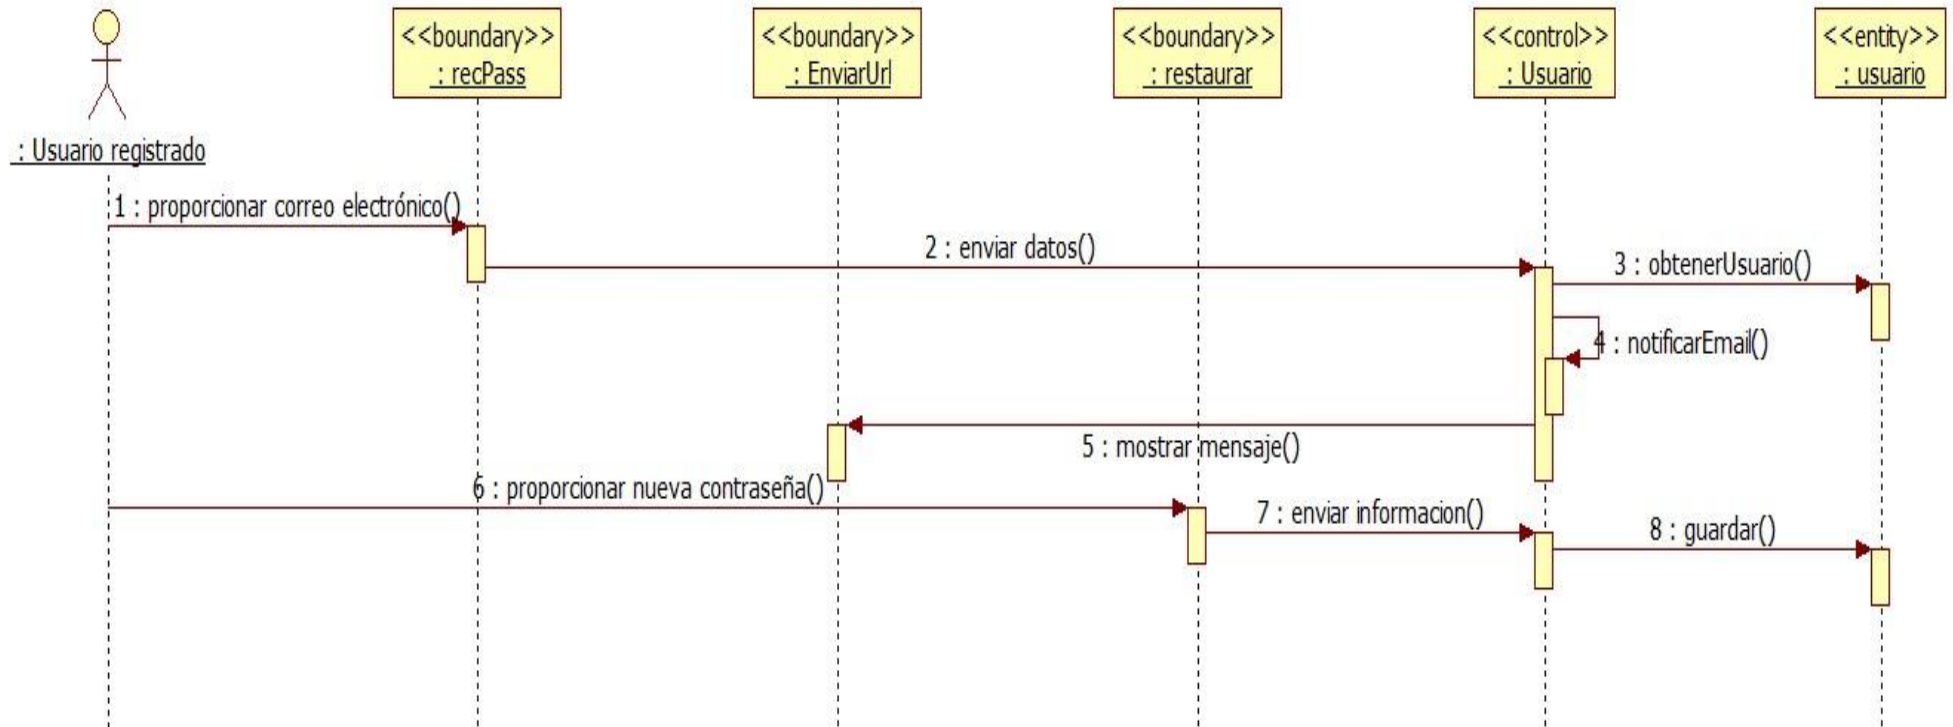 <<boundary>>
: recPass
<<boundary>>
: EnviarUrl
<<boundary>>
: restaurar
<<control>>
: Usuario
<<entity>>
: usuario
: Usuario registrado
1 : proporcionar correo electrónico()
2 : enviar datos()
3 : obtenerUsuario()
4 : notificarEmail()
5 : mostrar mensaje()
6 : proporcionar nueva contraseña()
7 : enviar informacion()
8 : guardar()